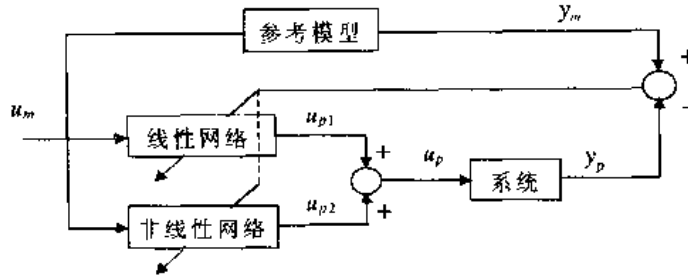 参考模型
y_m
+
-
u_m
线性网络
u_p1
+
u_p
系统
y_p
+
非线性网络
u_p2